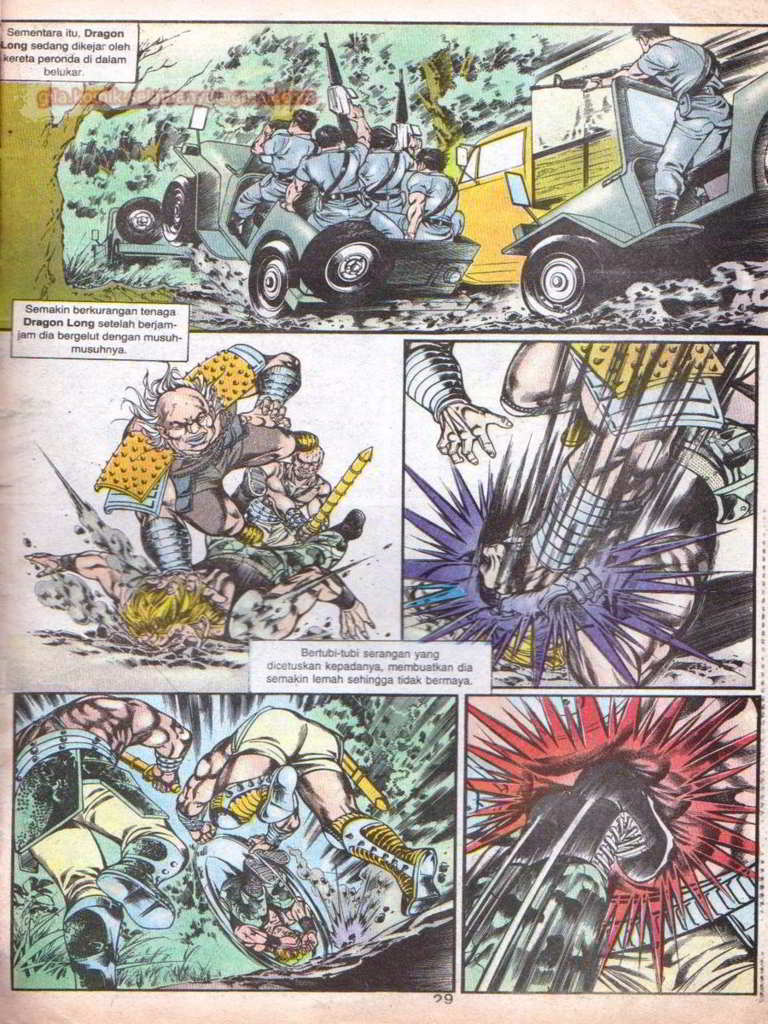 Sementara itu, Dragon
Long sedang dikejar oleh
kereta peronda di dalam
belukar.
Semakin berkurangan tenaga
Dragon Long setelah berjam-
jam dia bergelut dengan musuh-
musuhnya.
Bertubi-tubi serangan yang
dicetuskan kepadanya, membuatkan dia
semakin lemah sehingga tidak bermaya.
29